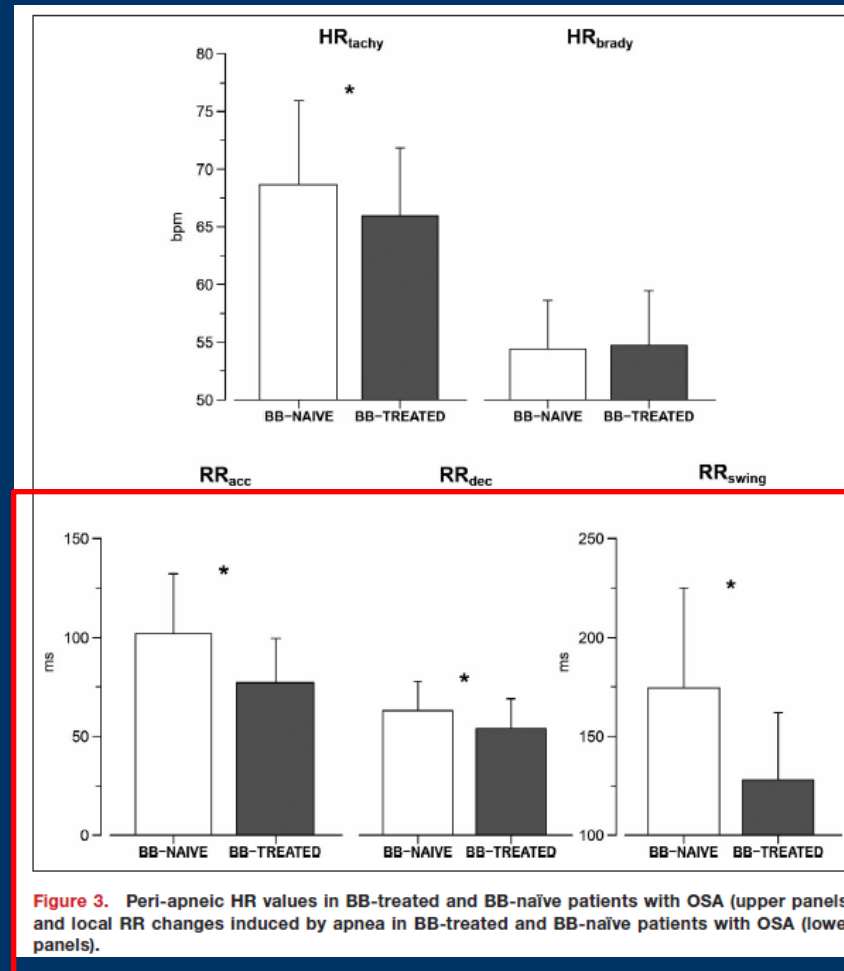 HRtachy HRbrady
80
75
*
70
65
bpm
60
55
50
BB-NAIVE BB-TREATED BB-NAIVE BB-TREATED
RRacc RRdec RRswing
150 250
* *
100 200
ms *
ms
50 150
0 100
BB-NAIVE BB-TREATED BB-NAIVE BB-TREATED BB-NAIVE BB-TREATED
Figure 3. Peri-apneic HR values in BB-treated and BB-naïve patients with OSA (upper panels
and local RR changes induced by apnea in BB-treated and BB-naïve patients with OSA (lowe
panels).